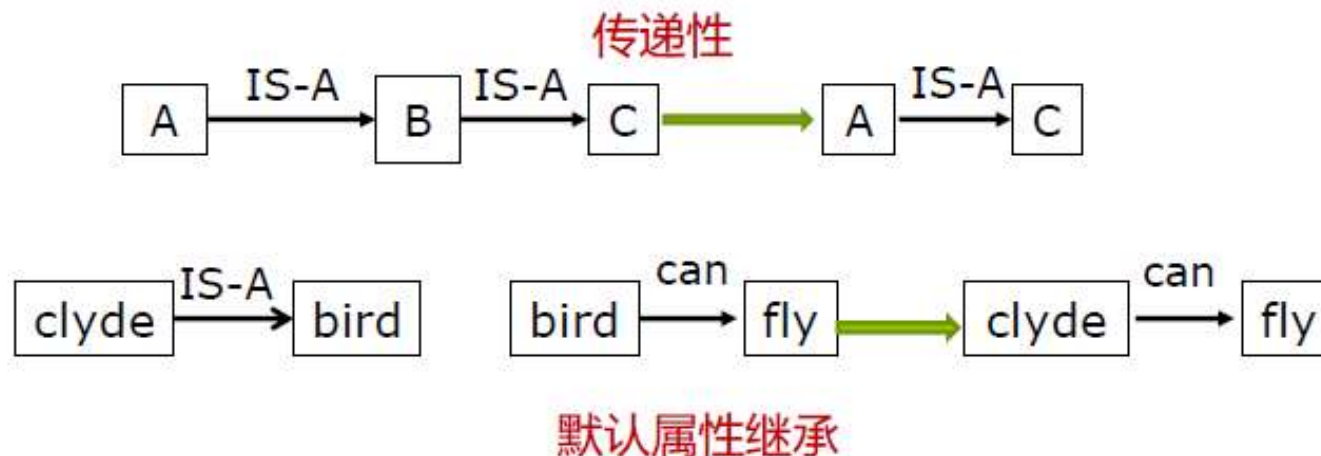 传递性
IS-A IS-A IS-A
A B C A C
IS-A can can
clyde bird bird fly clyde fly
默认属性继承